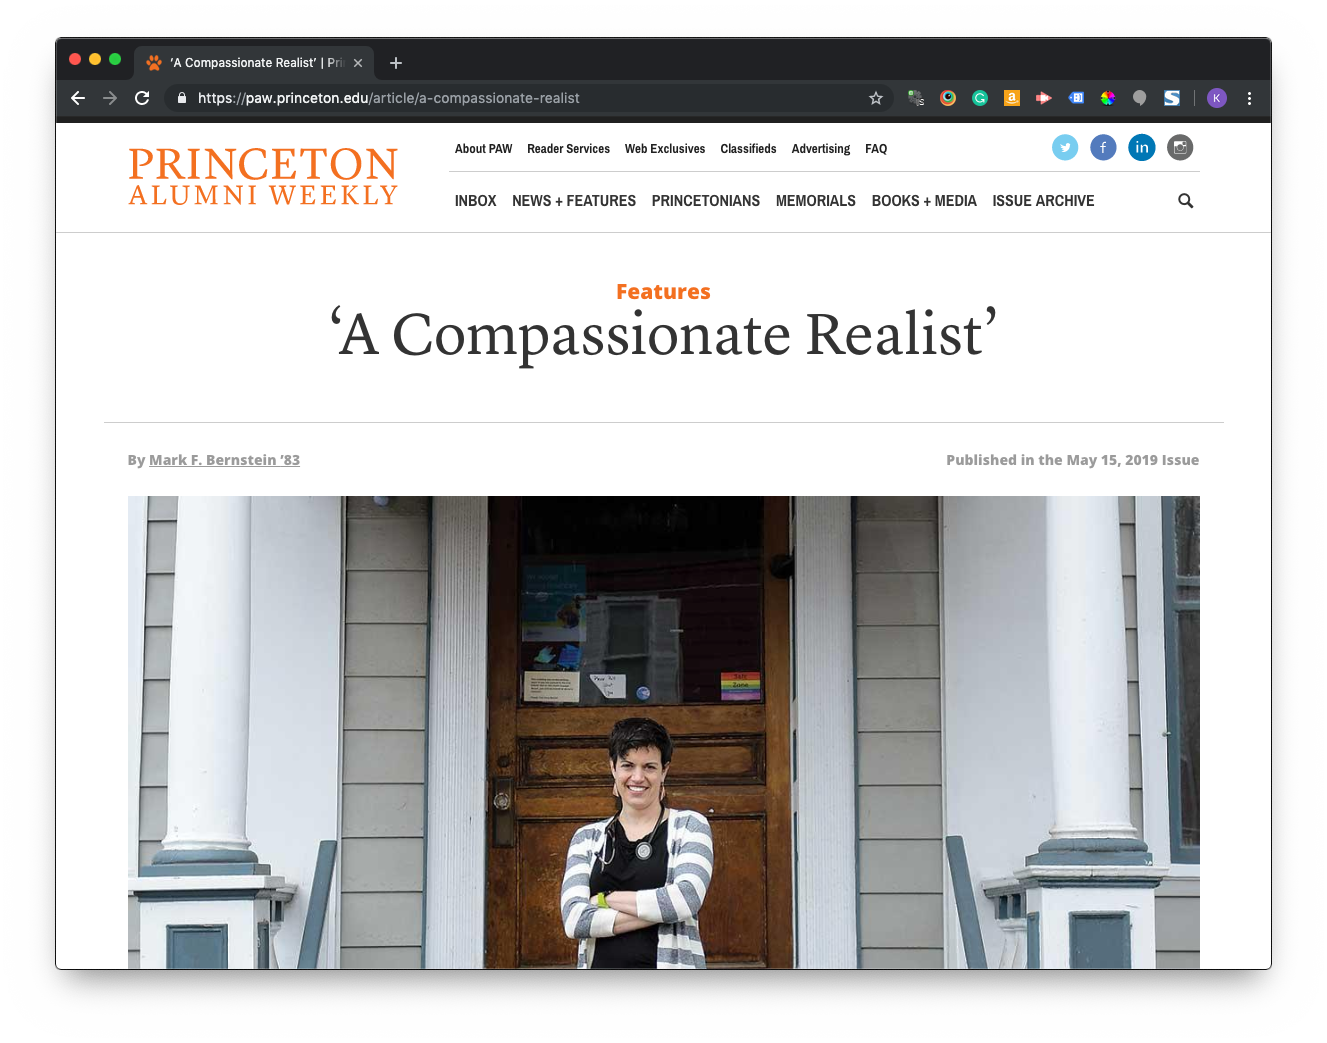 ‘A Compassionate Realist’ | Pri
https://paw.princeton.edu/article/a-compassionate-realist
K
PRINCETON
ALUMNI WEEKLY
About PAW Reader Services Web Exclusives Classifieds Advertising FAQ
INBOX NEWS + FEATURES PRINCETONIANS MEMORIALS BOOKS + MEDIA ISSUE ARCHIVE
Features
‘A Compassionate Realist’
By Mark F. Bernstein ’83
Published in the May 15, 2019 Issue
Safe
Zone